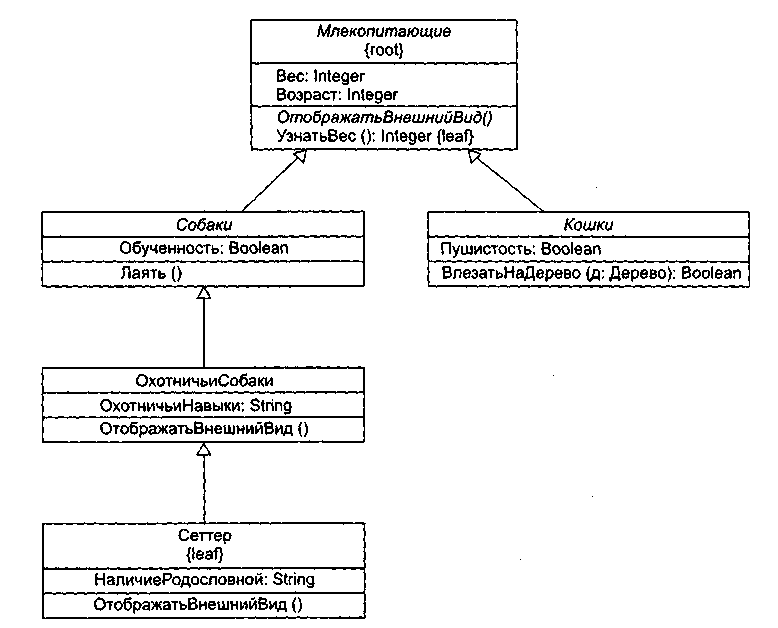 Млекопитающие
{root}
Вес: Integer
Возраст: Integer
ОтображатьВнешнийВид()
УзнатьВес (): Integer {leaf}
Собаки
Обученность: Boolean
Лаять ()
Кошки
Пушистость: Boolean
ВлезатьНаДерево (д: Дерево): Boolean
ОхотничьиСобаки
ОхотничьиНавыки: String
ОтображатьВнешнийВид ()
Сеттер
{leaf}
НаличиеРодословной: String
ОтображатьВнешнийВид ()